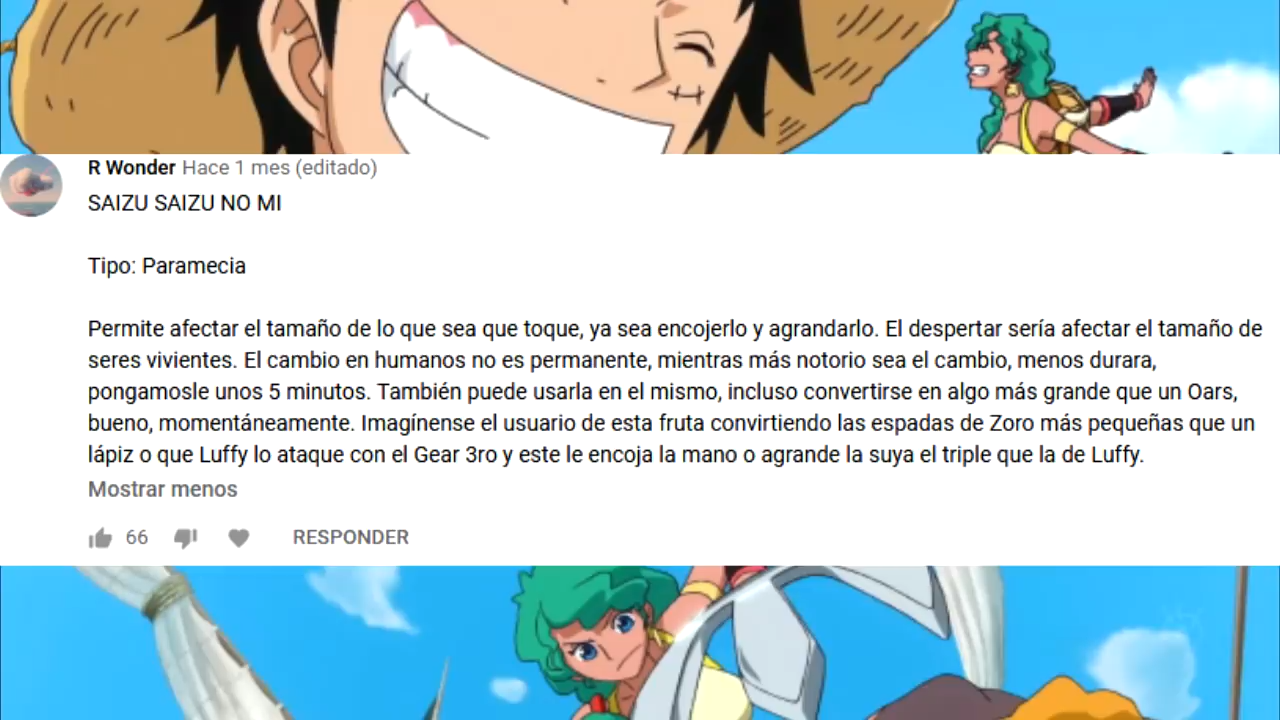 R Wonder Hace 1 mes (editado)
SAIZU SAIZU NO MI
Tipo: Paramecia
Permite afectar el tamaño de lo que sea que toque, ya sea encojerlo y agrandarlo. El despertar sería afectar el tamaño de
seres vivientes. El cambio en humanos no es permanente, mientras más notorio sea el cambio, menos durara,
pongamosle unos 5 minutos. También puede usarla en el mismo, incluso convertirse en algo más grande que un Oars,
bueno, momentáneamente. Imagínense el usuario de esta fruta convirtiendo las espadas de Zoro más pequeñas que un
lápiz o que Luffy lo ataque con el Gear 3ro y este le encoja la mano o agrande la suya el triple que la de Luffy.
Mostrar menos
66 RESPONDER